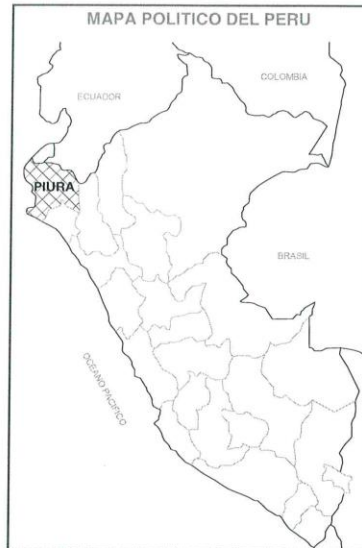 MAPA POLITICO DEL PERU
COLOMBIA
ECUADOR
PIURA
BRASIL
OCEANO PACIFICO